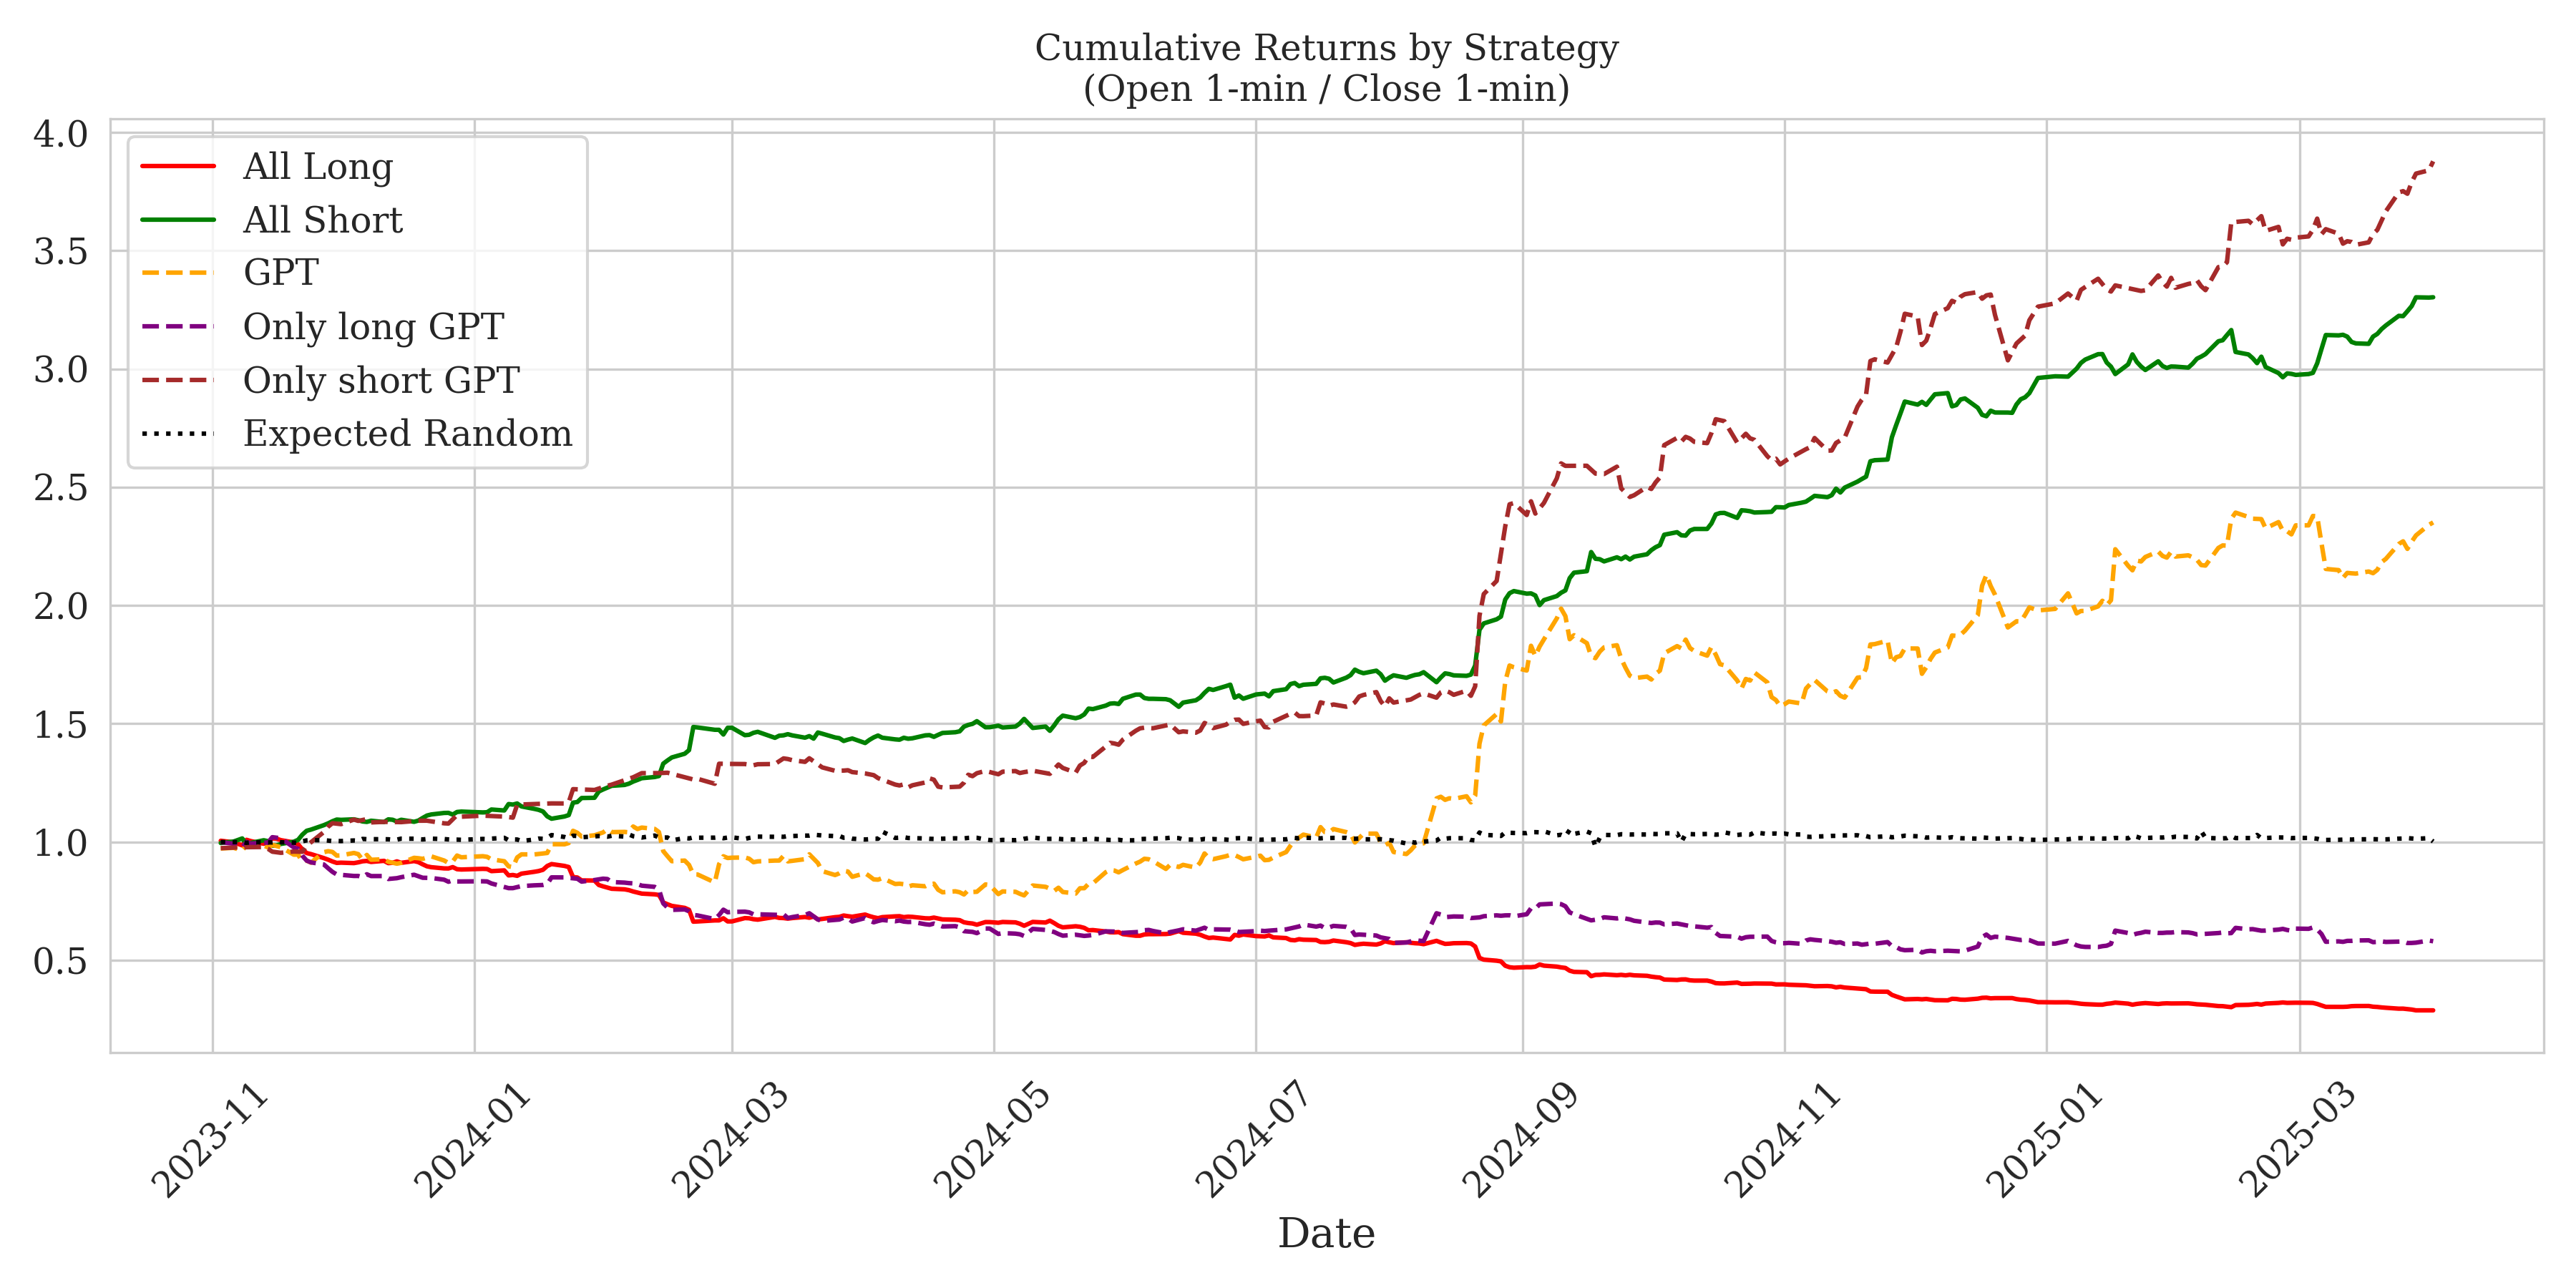 Cumulative Returns by Strategy
(Open 1-min / Close 1-min)
4.0
3.5
3.0
2.5
2.0
1.5
1.0
0.5
All Long
All Short
GPT
Only long GPT
Only short GPT
Expected Random
2023-11
2024-01
2024-03
2024-05
2024-07
2024-09
2024-11
2025-01
2025-03
Date